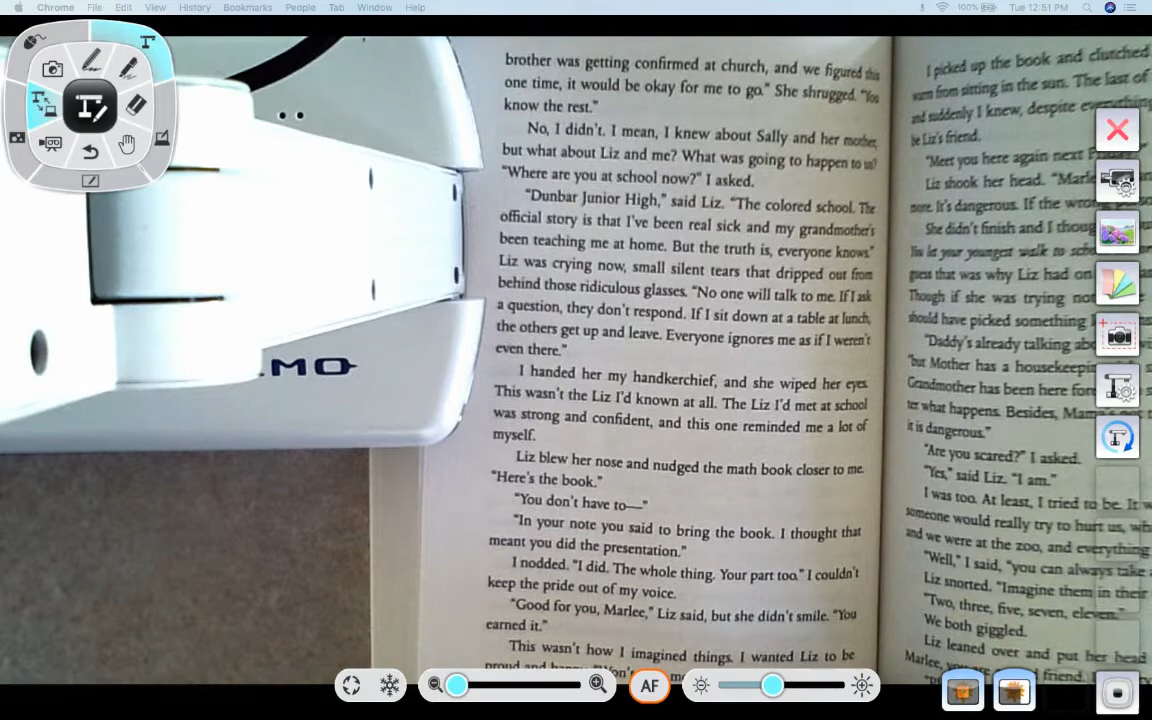 Chrome File Edit View History Bookmarks People Tab Window Help
100% Tue 12:51 PM
brother was getting confirmed at church, and we figured this
one time, it would be okay for me to go." She shrugged. "You
know the rest."
No, I didn't. I mean, I knew about Sally and her mother,
but what about Liz and me? What was going to happen to us?
"Where are you at school now?" I asked.
"Dunbar Junior High," said Liz. "The colored school. The
official story is that I've been real sick and my grandmother's
been teaching me at home. But the truth is, everyone knows."
Liz was crying now, small silent tears that dripped out from
behind those ridiculous glasses. "No one will talk to me. If I ask
a question, they don't respond. If I sit down at a table at lunch,
the others get up and leave. Everyone ignores me as if I weren't
even there."
I handed her my handkerchief, and she wiped her eyes.
This wasn't the Liz I'd known at all. The Liz I'd met at school
was strong and confident, and this one reminded me a lot of
myself.
Liz blew her nose and nudged the math book closer to me.
"Here's the book."
"You don't have to—"
"In your note you said to bring the book. I thought that
meant you did the presentation."
I nodded. "I did. The whole thing. Your part too." I couldn't
keep the pride out of my voice.
"Good for you, Marlee," Liz said, but she didn't smile. "You
earned it."
This wasn't how I imagined things. I wanted Liz to be
proud and
MO
AF
I picked up the book and clutched
warm from sitting in the sun. The last of
and suddenly I knew, despite everything
be Liz's friend.
"Meet you here again next
Liz shook her head. "Marle
more. It's dangerous. If the wrong
She didn't finish and I thoug
You let your youngest walk to
guess that was why Liz had on
Though if she was trying not
should have picked something
"Daddy's already talking
"but Mother has a
Grandmother has been here
ter what happens. Besides,
it is dangerous."
"Are you scared?" I asked.
"Yes," said Liz. "I am."
I was too. At least, I tried to be. It
someone would really try to hurt us,
and we were at the zoo, and everything
"Well," I said, "you can always take
Liz snorted. "Imagine them in their
"Two, three, five, seven, eleven."
We both giggled.
Liz leaned over and put her head
Marlee, friend,